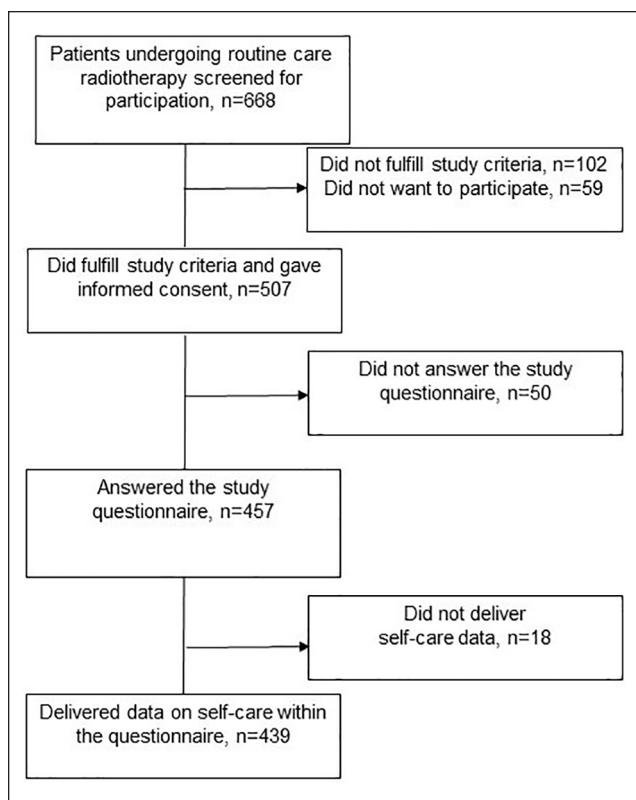 Patients undergoing routine care
radiotherapy screened for
participation, n=668
Did not fulfill study criteria, n=102
Did not want to participate, n=59
Did fulfill study criteria and gave
informed consent, n=507
Did not answer the study
questionnaire, n=50
Answered the study
questionnaire, n=457
Did not deliver
self-care data, n=18
Delivered data on self-care within
the questionnaire, n=439